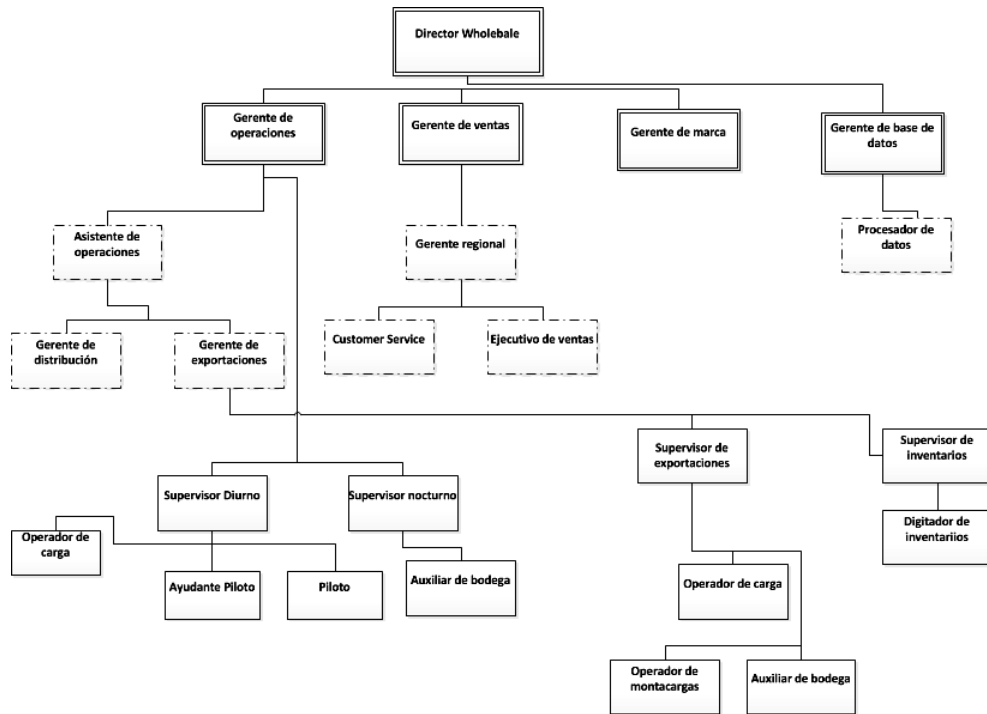 Director Wholebale
Gerente de
operaciones
Gerente de ventas
Gerente de marca
Gerente de base de
datos
Asistente de
operaciones
Gerente regional
Procesador de
datos
Gerente de
distribución
Gerente de
exportaciones
Customer Service
Ejecutivo de ventas
Supervisor de
exportaciones
Supervisor de
inventarios
Supervisor Diurno
Supervisor nocturno
Digitador de
inventariios
Operador de
carga
Ayudante Piloto
Piloto
Auxiliar de bodega
Operador de carga
Operador de
montacargas
Auxiliar de bodega